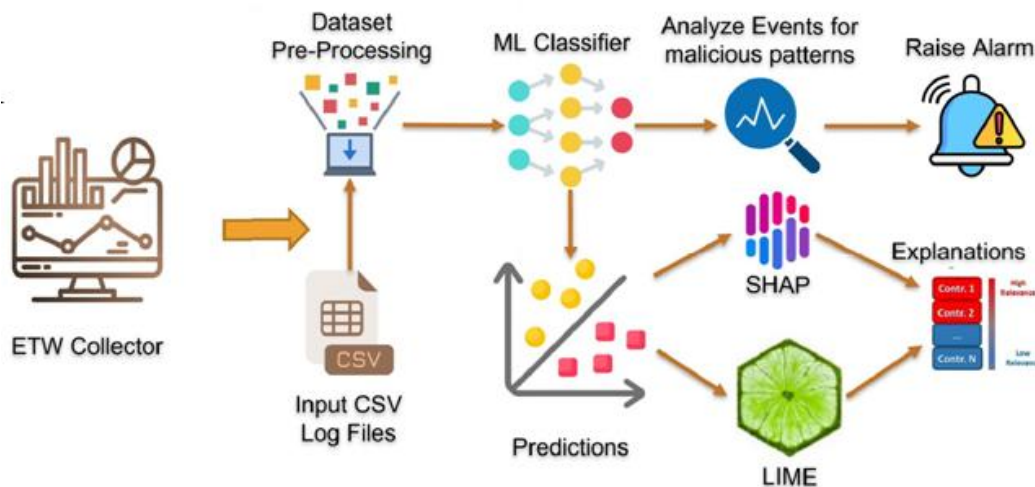 Dataset
Pre-Processing
ML Classifier
Analyze Events for
malicious patterns
Raise Alarm
ETW Collector
CSV
Input CSV
Log Files
Predictions
SHAP
LIME
Explanations
...
Contr. 1
Contr. 2
...
Contr. N
High
Relevance
Low
Relevance